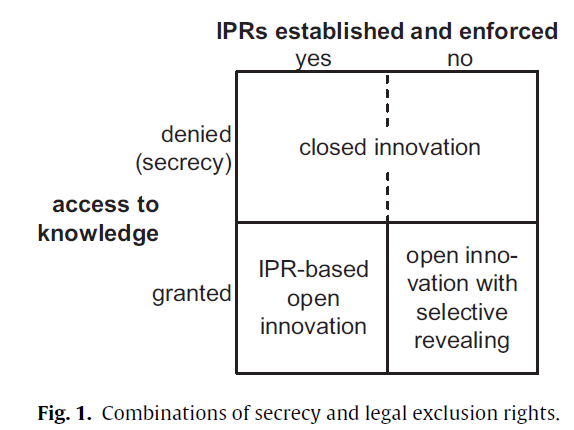 IPRs established and enforced
yes no
denied
(secrecy)
closed innovation
access to
knowledge
granted
IPR-based
open
innovation
open inno-
vation with
selective
revealing
Fig. 1. Combinations of secrecy and legal exclusion rights.